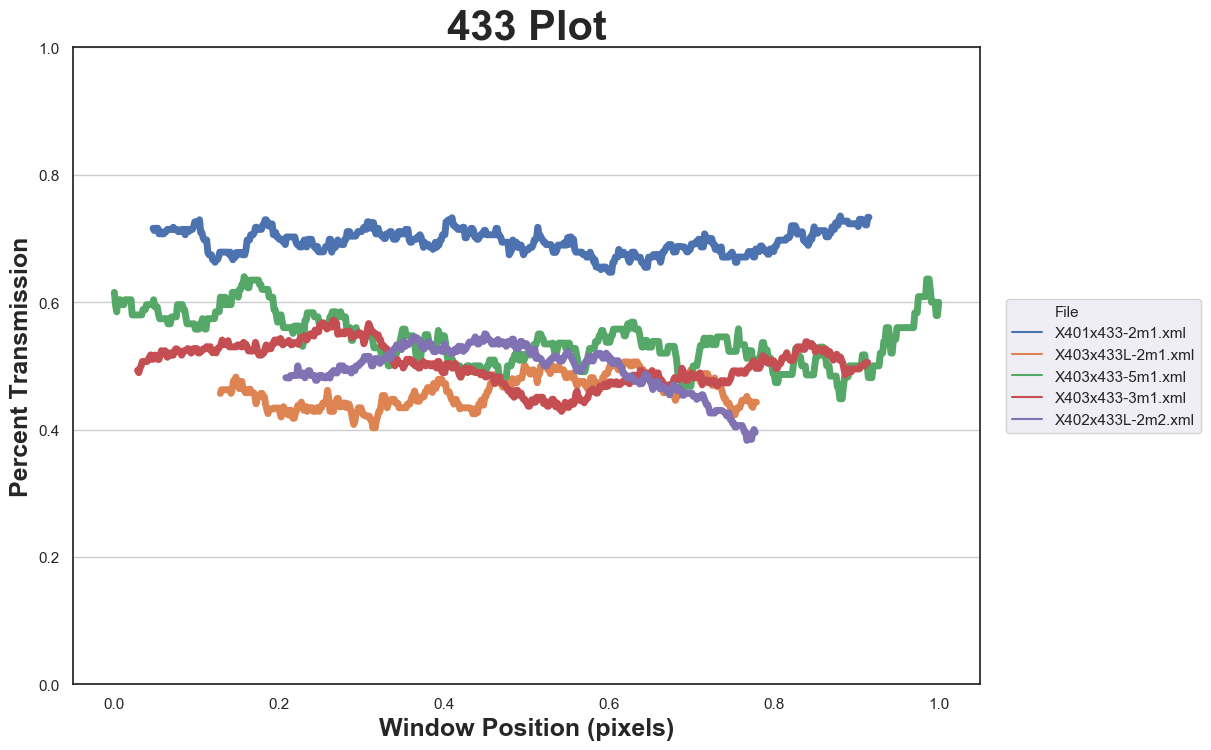 433 Plot
1.0
0.8
0.6
0.4
0.2
0.0
Percent Transmission
0.0 0.2 0.4 0.6 0.8 1.0
Window Position (pixels)
File
X401x433-2m1.xml
X403x433L-2m1.xml
X403x433-5m1.xml
X403x433-3m1.xml
X402x433L-2m2.xml